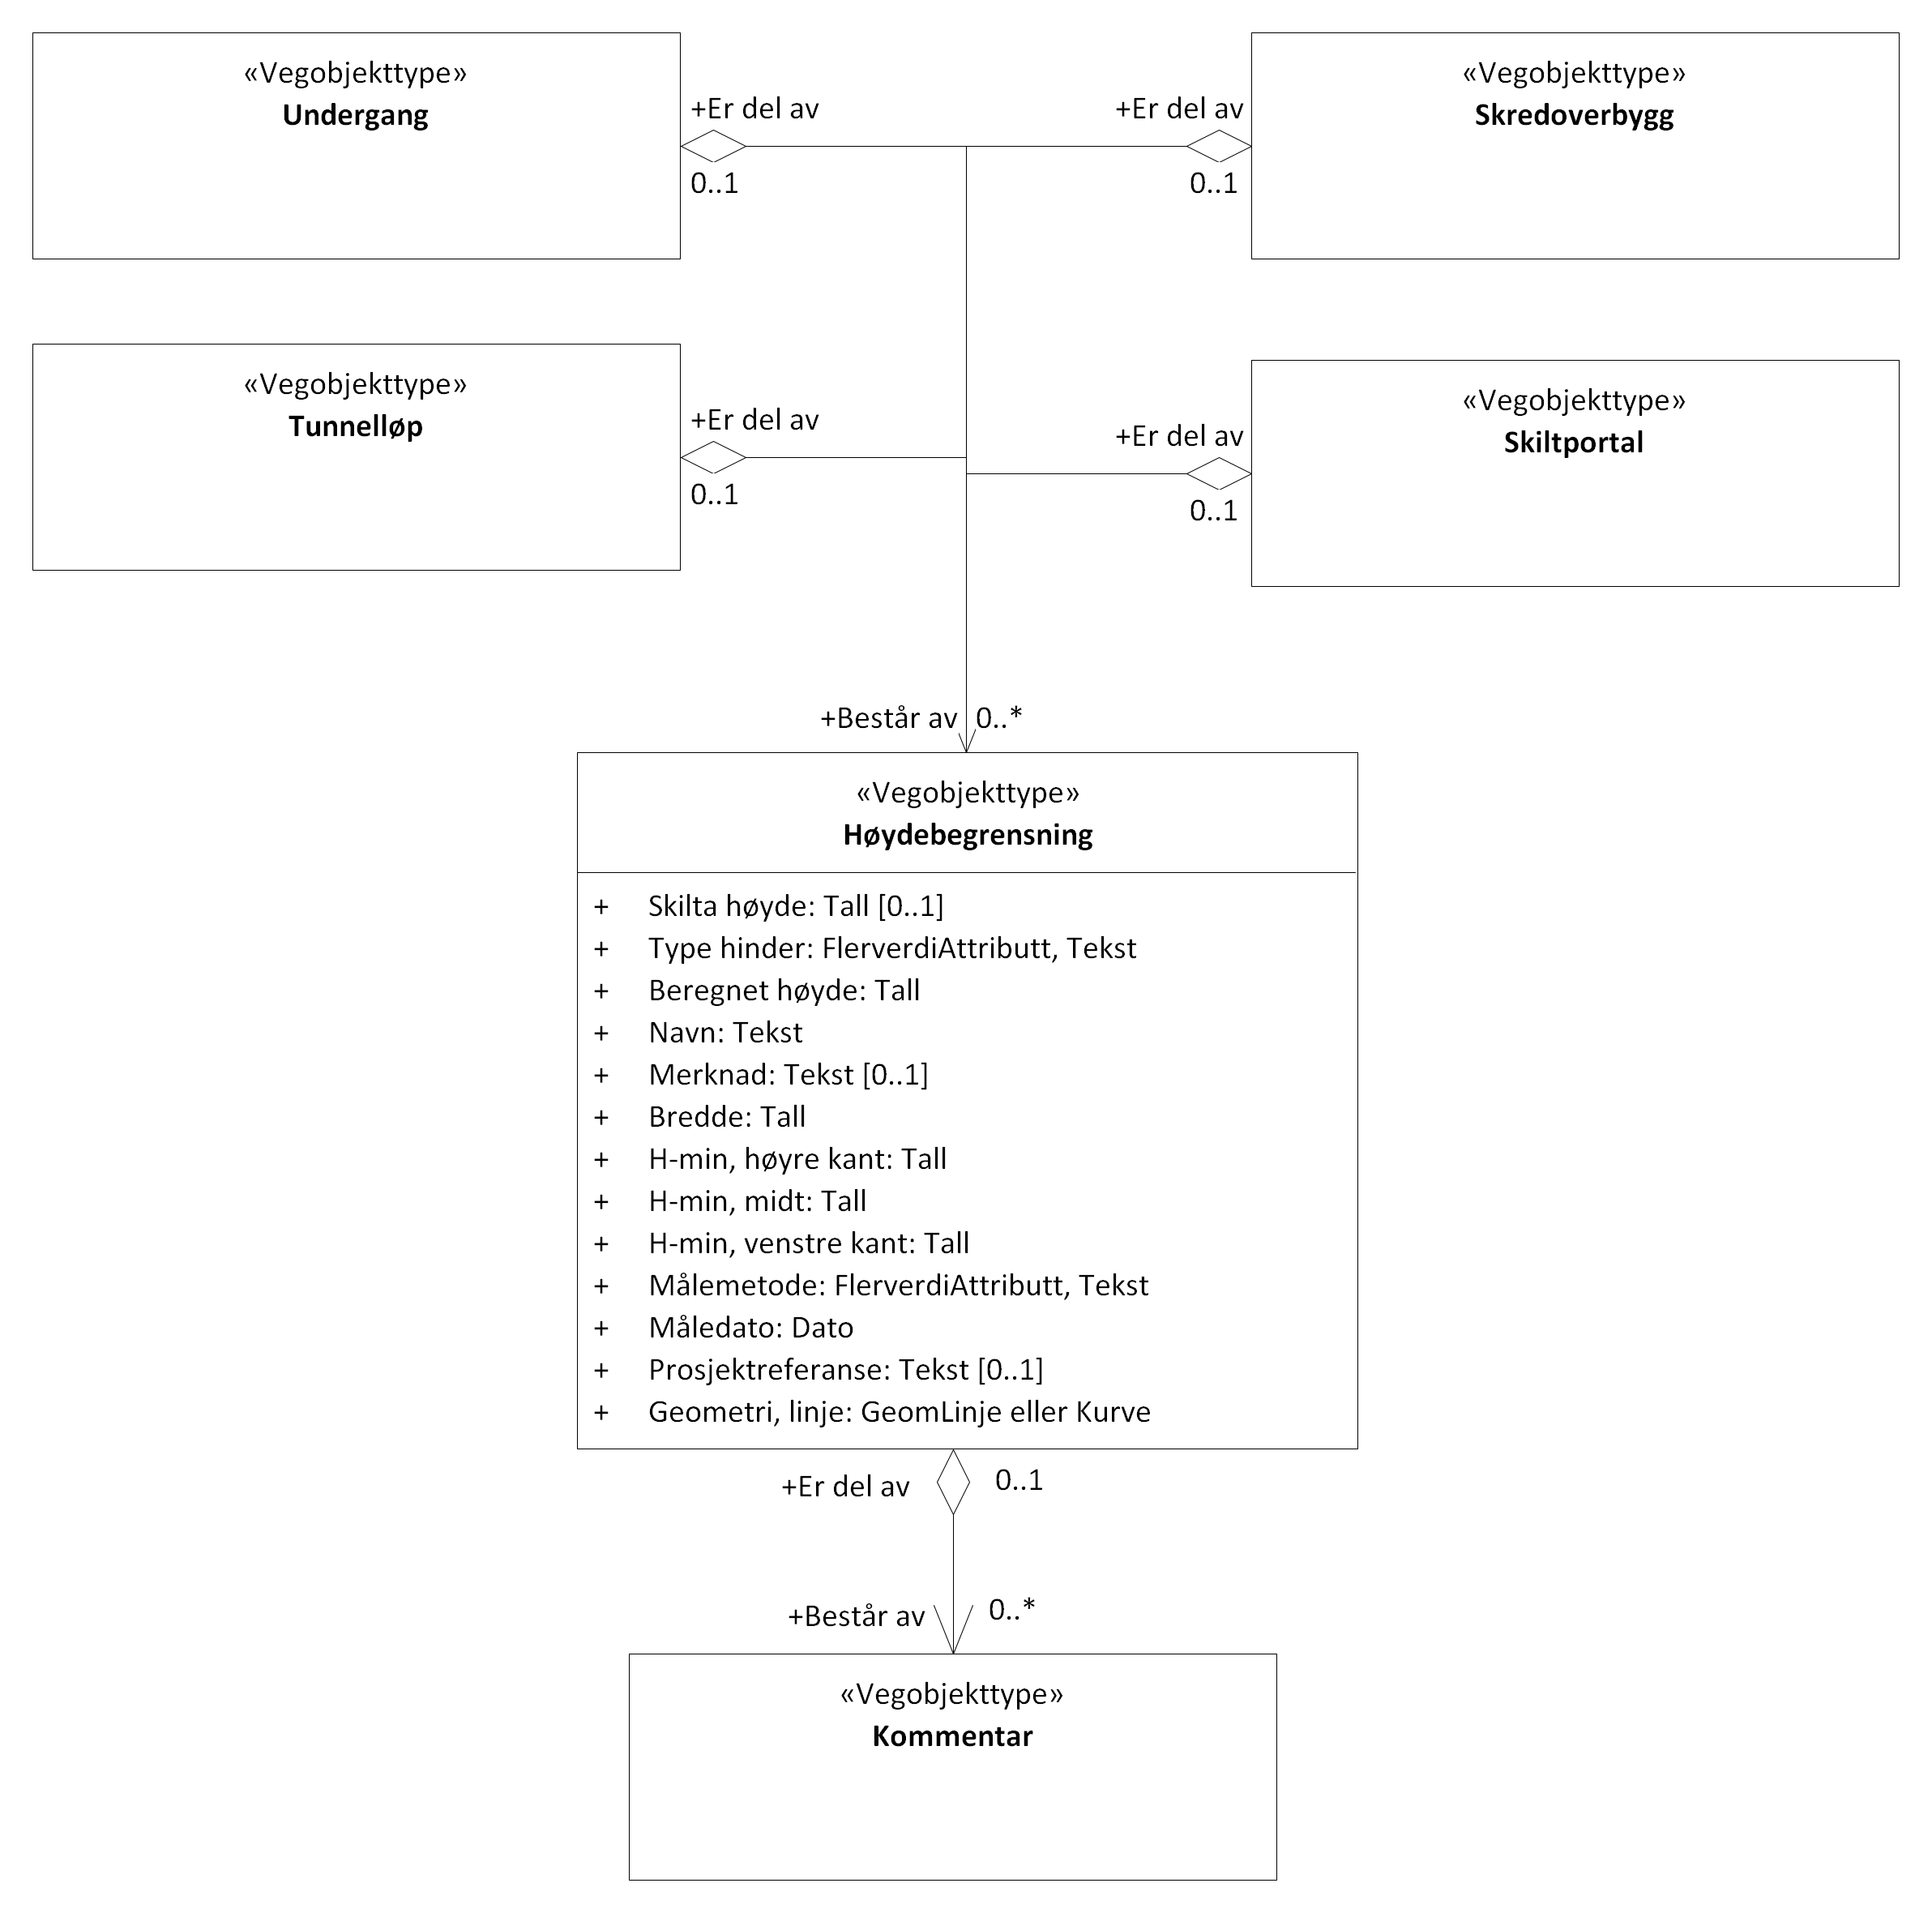 «Vegobjekttype»
Undergang
+Er del av
0..1
+Er del av
0..1
«Vegobjekttype»
Skredoverbygg
«Vegobjekttype»
Tunnelløp
+Er del av
0..1
+Er del av
0..1
«Vegobjekttype»
Skiltportal
+Består av 0..*
«Vegobjekttype»
Høydebegrensning
+ Skilta høyde: Tall [0..1]
+ Type hinder: FlerverdiAttributt, Tekst
+ Beregnet høyde: Tall
+ Navn: Tekst
+ Merknad: Tekst [0..1]
+ Bredde: Tall
+ H-min, høyre kant: Tall
+ H-min, midt: Tall
+ H-min, venstre kant: Tall
+ Målemetode: FlerverdiAttributt, Tekst
+ Måledato: Dato
+ Prosjektreferanse: Tekst [0..1]
+ Geometri, linje: GeomLinje eller Kurve
+Er del av 0..1
+Består av 0..*
«Vegobjekttype»
Kommentar